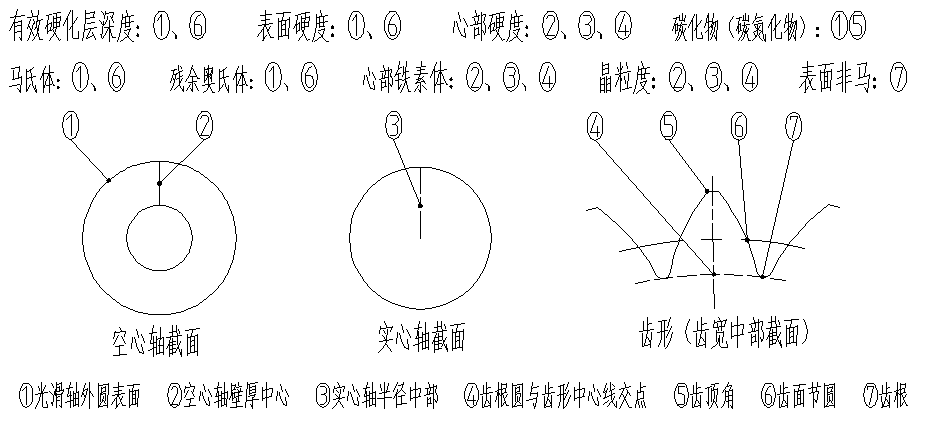 有效硬化层深度:①、⑥ 表面硬度:①、⑥ 心部硬度:②、③、④ 碳化物(碳氮化物):①⑤
马氏体:①、⑥ 残余奥氏体:①、⑥ 心部铁素体:②、③、④ 晶粒度:②、③、④ 表面非马:⑦
① ② ③ ④ ⑤ ⑥ ⑦
空心轴截面 实心轴截面 齿形(齿宽中部截面)
①光滑轴外圆表面 ②空心轴壁厚中心 ③实心轴半径中部 ④齿根圆与齿形中心线交点 ⑤齿顶角 ⑥齿面节圆 ⑦齿根